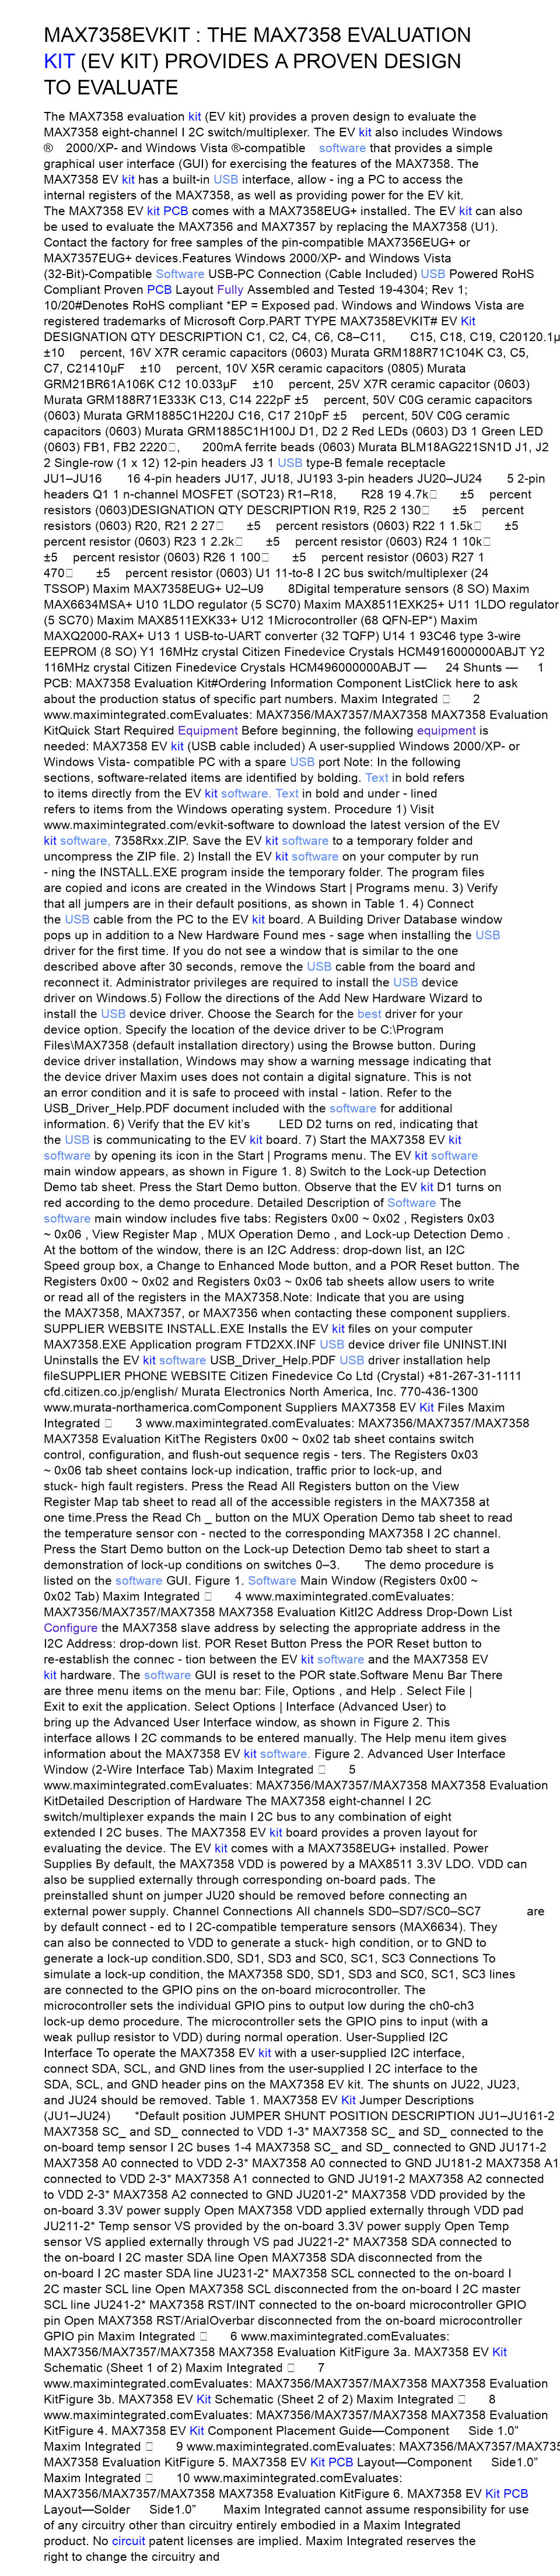 MAX7358EVKIT : THE MAX7358 EVALUATION
KIT (EV KIT) PROVIDES A PROVEN DESIGN
TO EVALUATE
The MAX7358 evaluation kit (EV kit) provides a proven design to evaluate the
MAX7358 eight-channel I 2C switch/multiplexer. The EV kit also includes Windows
® 2000/XP- and Windows Vista ®-compatible software that provides a simple
graphical user interface (GUI) for exercising the features of the MAX7358. The
MAX7358 EV kit has a built-in USB interface, allow - ing a PC to access the
internal registers of the MAX7358, as well as providing power for the EV kit.
The MAX7358 EV kit PCB comes with a MAX7358EUG+ installed. The EV kit can also
be used to evaluate the MAX7356 and MAX7357 by replacing the MAX7358 (U1).
Contact the factory for free samples of the pin-compatible MAX7356EUG+ or
MAX7357EUG+ devices.Features Windows 2000/XP- and Windows Vista
(32-Bit)-Compatible Software USB-PC Connection (Cable Included) USB Powered RoHS
Compliant Proven PCB Layout Fully Assembled and Tested 19-4304; Rev 1;
10/20#Denotes RoHS compliant *EP = Exposed pad. Windows and Windows Vista are
registered trademarks of Microsoft Corp.PART TYPE MAX7358EVKIT# EV Kit
DESIGNATION QTY DESCRIPTION C1, C2, C4, C6, C8–C11, C15, C18, C19, C20120.1µ
±10 percent, 16V X7R ceramic capacitors (0603) Murata GRM188R71C104K C3, C5,
C7, C21410µF ±10 percent, 10V X5R ceramic capacitors (0805) Murata
GRM21BR61A106K C12 10.033µF ±10 percent, 25V X7R ceramic capacitor (0603)
Murata GRM188R71E333K C13, C14 222pF ±5 percent, 50V C0G ceramic capacitors
(0603) Murata GRM1885C1H220J C16, C17 210pF ±5 percent, 50V C0G ceramic
capacitors (0603) Murata GRM1885C1H100J D1, D2 2 Red LEDs (0603) D3 1 Green LED
(0603) FB1, FB2 2220□, 200mA ferrite beads (0603) Murata BLM18AG221SN1D J1, J2
2 Single-row (1 x 12) 12-pin headers J3 1 USB type-B female receptacle
JU1–JU16 16 4-pin headers JU17, JU18, JU193 3-pin headers JU20–JU24 5 2-pin
headers Q1 1 n-channel MOSFET (SOT23) R1–R18, R28 19 4.7k□ ±5 percent
resistors (0603)DESIGNATION QTY DESCRIPTION R19, R25 2 130□ ±5 percent
resistors (0603) R20, R21 2 27□ ±5 percent resistors (0603) R22 1 1.5k□ ±5
percent resistor (0603) R23 1 2.2k□ ±5 percent resistor (0603) R24 1 10k□
±5 percent resistor (0603) R26 1 100□ ±5 percent resistor (0603) R27 1
470□ ±5 percent resistor (0603) U1 11-to-8 I 2C bus switch/multiplexer (24
TSSOP) Maxim MAX7358EUG+ U2–U9 8Digital temperature sensors (8 SO) Maxim
MAX6634MSA+ U10 1LDO regulator (5 SC70) Maxim MAX8511EXK25+ U11 1LDO regulator
(5 SC70) Maxim MAX8511EXK33+ U12 1Microcontroller (68 QFN-EP*) Maxim
MAXQ2000-RAX+ U13 1 USB-to-UART converter (32 TQFP) U14 1 93C46 type 3-wire
EEPROM (8 SO) Y1 16MHz crystal Citizen Finedevice Crystals HCM4916000000ABJT Y2
116MHz crystal Citizen Finedevice Crystals HCM496000000ABJT — 24 Shunts — 1
PCB: MAX7358 Evaluation Kit#Ordering Information Component ListClick here to ask
about the production status of specific part numbers. Maxim Integrated □ 2
www.maximintegrated.comEvaluates: MAX7356/MAX7357/MAX7358 MAX7358 Evaluation
KitQuick Start Required Equipment Before beginning, the following equipment is
needed: MAX7358 EV kit (USB cable included) A user-supplied Windows 2000/XP- or
Windows Vista- compatible PC with a spare USB port Note: In the following
sections, software-related items are identified by bolding. Text in bold refers
to items directly from the EV kit software. Text in bold and under - lined
refers to items from the Windows operating system. Procedure 1) Visit
www.maximintegrated.com/evkit-software to download the latest version of the EV
kit software, 7358Rxx.ZIP. Save the EV kit software to a temporary folder and
uncompress the ZIP file. 2) Install the EV kit software on your computer by run
- ning the INSTALL.EXE program inside the temporary folder. The program files
are copied and icons are created in the Windows Start | Programs menu. 3) Verify
that all jumpers are in their default positions, as shown in Table 1. 4) Connect
the USB cable from the PC to the EV kit board. A Building Driver Database window
pops up in addition to a New Hardware Found mes - sage when installing the USB
driver for the first time. If you do not see a window that is similar to the one
described above after 30 seconds, remove the USB cable from the board and
reconnect it. Administrator privileges are required to install the USB device
driver on Windows.5) Follow the directions of the Add New Hardware Wizard to
install the USB device driver. Choose the Search for the best driver for your
device option. Specify the location of the device driver to be C:\Program
Files\MAX7358 (default installation directory) using the Browse button. During
device driver installation, Windows may show a warning message indicating that
the device driver Maxim uses does not contain a digital signature. This is not
an error condition and it is safe to proceed with instal - lation. Refer to the
USB_Driver_Help.PDF document included with the software for additional
information. 6) Verify that the EV kit's LED D2 turns on red, indicating that
the USB is communicating to the EV kit board. 7) Start the MAX7358 EV kit
software by opening its icon in the Start | Programs menu. The EV kit software
main window appears, as shown in Figure 1. 8) Switch to the Lock-up Detection
Demo tab sheet. Press the Start Demo button. Observe that the EV kit D1 turns on
red according to the demo procedure. Detailed Description of Software The
software main window includes five tabs: Registers 0x00 ~ 0x02 , Registers 0x03
~ 0x06 , View Register Map , MUX Operation Demo , and Lock-up Detection Demo .
At the bottom of the window, there is an I2C Address: drop-down list, an I2C
Speed group box, a Change to Enhanced Mode button, and a POR Reset button. The
Registers 0x00 ~ 0x02 and Registers 0x03 ~ 0x06 tab sheets allow users to write
or read all of the registers in the MAX7358.Note: Indicate that you are using
the MAX7358, MAX7357, or MAX7356 when contacting these component suppliers.
SUPPLIER WEBSITE INSTALL.EXE Installs the EV kit files on your computer
MAX7358.EXE Application program FTD2XX.INF USB device driver file UNINST.INI
Uninstalls the EV kit software USB_Driver_Help.PDF USB driver installation help
fileSUPPLIER PHONE WEBSITE Citizen Finedevice Co Ltd (Crystal) +81-267-31-1111
cfd.citizen.co.jp/english/ Murata Electronics North America, Inc. 770-436-1300
www.murata-northamerica.comComponent Suppliers MAX7358 EV Kit Files Maxim
Integrated □ 3 www.maximintegrated.comEvaluates: MAX7356/MAX7357/MAX7358
MAX7358 Evaluation KitThe Registers 0x00 ~ 0x02 tab sheet contains switch
control, configuration, and flush-out sequence regis - ters. The Registers 0x03
~ 0x06 tab sheet contains lock-up indication, traffic prior to lock-up, and
stuck- high fault registers. Press the Read All Registers button on the View
Register Map tab sheet to read all of the accessible registers in the MAX7358 at
one time.Press the Read Ch _ button on the MUX Operation Demo tab sheet to read
the temperature sensor con - nected to the corresponding MAX7358 I 2C channel.
Press the Start Demo button on the Lock-up Detection Demo tab sheet to start a
demonstration of lock-up conditions on switches 0–3. The demo procedure is
listed on the software GUI. Figure 1. Software Main Window (Registers 0x00 ~
0x02 Tab) Maxim Integrated □ 4 www.maximintegrated.comEvaluates:
MAX7356/MAX7357/MAX7358 MAX7358 Evaluation KitI2C Address Drop-Down List
Configure the MAX7358 slave address by selecting the appropriate address in the
I2C Address: drop-down list. POR Reset Button Press the POR Reset button to
re-establish the connec - tion between the EV kit software and the MAX7358 EV
kit hardware. The software GUI is reset to the POR state.Software Menu Bar There
are three menu items on the menu bar: File, Options , and Help . Select File |
Exit to exit the application. Select Options | Interface (Advanced User) to
bring up the Advanced User Interface window, as shown in Figure 2. This
interface allows I 2C commands to be entered manually. The Help menu item gives
information about the MAX7358 EV kit software. Figure 2. Advanced User Interface
Window (2-Wire Interface Tab) Maxim Integrated □ 5
www.maximintegrated.comEvaluates: MAX7356/MAX7357/MAX7358 MAX7358 Evaluation
KitDetailed Description of Hardware The MAX7358 eight-channel I 2C
switch/multiplexer expands the main I 2C bus to any combination of eight
extended I 2C buses. The MAX7358 EV kit board provides a proven layout for
evaluating the device. The EV kit comes with a MAX7358EUG+ installed. Power
Supplies By default, the MAX7358 VDD is powered by a MAX8511 3.3V LDO. VDD can
also be supplied externally through corresponding on-board pads. The
preinstalled shunt on jumper JU20 should be removed before connecting an
external power supply. Channel Connections All channels SD0–SD7/SC0–SC7 are
by default connect - ed to I 2C-compatible temperature sensors (MAX6634). They
can also be connected to VDD to generate a stuck- high condition, or to GND to
generate a lock-up condition.SD0, SD1, SD3 and SC0, SC1, SC3 Connections To
simulate a lock-up condition, the MAX7358 SD0, SD1, SD3 and SC0, SC1, SC3 lines
are connected to the GPIO pins on the on-board microcontroller. The
microcontroller sets the individual GPIO pins to output low during the ch0-ch3
lock-up demo procedure. The microcontroller sets the GPIO pins to input (with a
weak pullup resistor to VDD) during normal operation. User-Supplied I2C
Interface To operate the MAX7358 EV kit with a user-supplied I2C interface,
connect SDA, SCL, and GND lines from the user-supplied I 2C interface to the
SDA, SCL, and GND header pins on the MAX7358 EV kit. The shunts on JU22, JU23,
and JU24 should be removed. Table 1. MAX7358 EV Kit Jumper Descriptions
(JU1–JU24) *Default position JUMPER SHUNT POSITION DESCRIPTION JU1–JU161-2
MAX7358 SC_ and SD_ connected to VDD 1-3* MAX7358 SC_ and SD_ connected to the
on-board temp sensor I 2C buses 1-4 MAX7358 SC_ and SD_ connected to GND JU171-2
MAX7358 A0 connected to VDD 2-3* MAX7358 A0 connected to GND JU181-2 MAX7358 A1
connected to VDD 2-3* MAX7358 A1 connected to GND JU191-2 MAX7358 A2 connected
to VDD 2-3* MAX7358 A2 connected to GND JU201-2* MAX7358 VDD provided by the
on-board 3.3V power supply Open MAX7358 VDD applied externally through VDD pad
JU211-2* Temp sensor VS provided by the on-board 3.3V power supply Open Temp
sensor VS applied externally through VS pad JU221-2* MAX7358 SDA connected to
the on-board I 2C master SDA line Open MAX7358 SDA disconnected from the
on-board I 2C master SDA line JU231-2* MAX7358 SCL connected to the on-board I
2C master SCL line Open MAX7358 SCL disconnected from the on-board I 2C master
SCL line JU241-2* MAX7358 RST/INT connected to the on-board microcontroller GPIO
pin Open MAX7358 RST/ArialOverbar disconnected from the on-board microcontroller
GPIO pin Maxim Integrated □ 6 www.maximintegrated.comEvaluates:
MAX7356/MAX7357/MAX7358 MAX7358 Evaluation KitFigure 3a. MAX7358 EV Kit
Schematic (Sheet 1 of 2) Maxim Integrated □ 7
www.maximintegrated.comEvaluates: MAX7356/MAX7357/MAX7358 MAX7358 Evaluation
KitFigure 3b. MAX7358 EV Kit Schematic (Sheet 2 of 2) Maxim Integrated □ 8
www.maximintegrated.comEvaluates: MAX7356/MAX7357/MAX7358 MAX7358 Evaluation
KitFigure 4. MAX7358 EV Kit Component Placement Guide—Component Side 1.0”
Maxim Integrated □ 9 www.maximintegrated.comEvaluates: MAX7356/MAX7357/MAX735
MAX7358 Evaluation KitFigure 5. MAX7358 EV Kit PCB Layout—Component Side1.0”
Maxim Integrated □ 10 www.maximintegrated.comEvaluates:
MAX7356/MAX7357/MAX7358 MAX7358 Evaluation KitFigure 6. MAX7358 EV Kit PCB
Layout—Solder Side1.0” Maxim Integrated cannot assume responsibility for use
of any circuitry other than circuitry entirely embodied in a Maxim Integrated
product. No circuit patent licenses are implied. Maxim Integrated reserves the
right to change the circuitry and